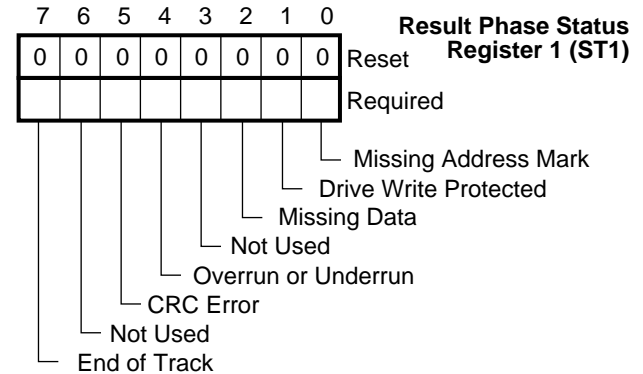 7 6 5 4 3 2 1 0
Result Phase Status
Register 1 (ST1)
0 0 0 0 0 0 0 0 Reset
Required
Missing Address Mark
Drive Write Protected
Missing Data
Not Used
Overrun or Underrun
CRC Error
Not Used
End of Track